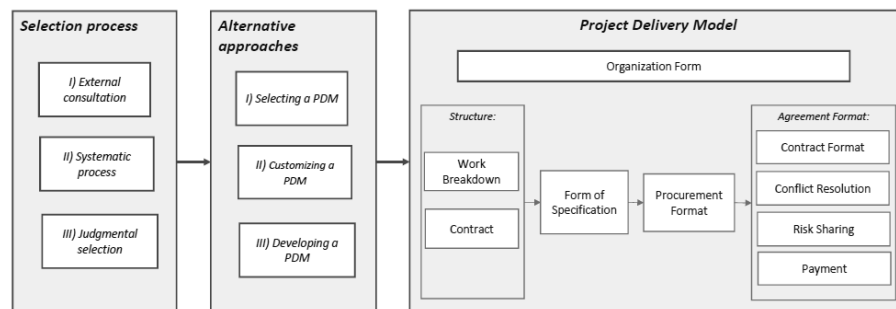 Selection process
I) External
consultation
II) Systematic
process
III) Judgmental
selection
Alternative
approaches
I) Selecting a PDM
II) Customizing a
PDM
III) Developing a
PDM
Project Delivery Model
Organization Form
Structure:
Work
Breakdown
Contract
Form of
Specification
Procurement
Format
Agreement Format:
Contract Format
Conflict Resolution
Risk Sharing
Payment